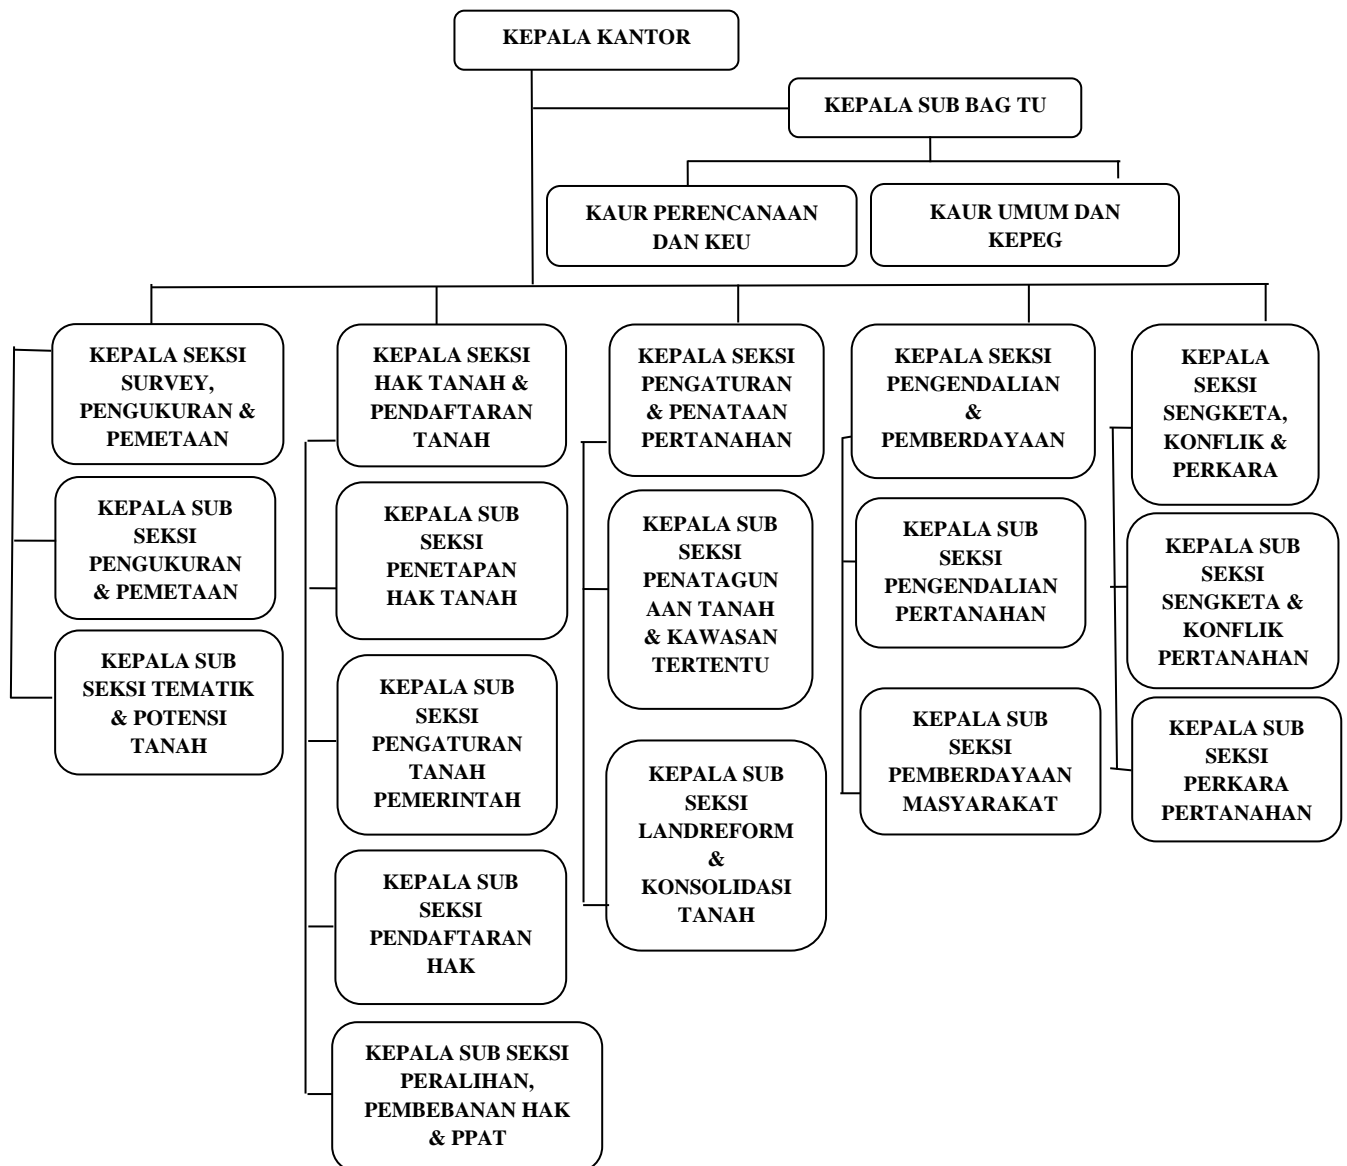 KEPALA KANTOR
KEPALA SUB BAG TU
KAUR PERENCANAAN
DAN KEU
KAUR UMUM DAN
KEPEG
KEPALA SEKSI
SURVEY,
PENGUKURAN &
PEMETAAN
KEPALA SEKSI
HAK TANAH &
PENDAFTARAN
TANAH
KEPALA SEKSI
PENGATURAN
& PENATAAN
PERTANAHAN
KEPALA SEKSI
PENGENDALIAN
&
PEMBERDAYAAN
KEPALA
SEKSI
SENGKETA,
KONFLIK &
PERKARA
KEPALA SUB
SEKSI
PENGUKURAN
& PEMETAAN
KEPALA SUB
SEKSI
PENETAPAN
HAK TANAH
KEPALA SUB
SEKSI
PENATAGUN
AAN TANAH
& KAWASAN
TERTENTU
KEPALA SUB
SEKSI
PENGENDALIAN
PERTANAHAN
KEPALA SUB
SEKSI
SENGKETA &
KONFLIK
PERTANAHAN
KEPALA SUB
SEKSI TEMATIK
& POTENSI
TANAH
KEPALA SUB
SEKSI
PENGATURAN
TANAH
PEMERINTAH
KEPALA SUB
SEKSI
LANDREFORM
&
KONSOLIDASI
TANAH
KEPALA SUB
SEKSI
PEMBERDAYAAN
MASYARAKAT
KEPALA SUB
SEKSI
PERKARA
PERTANAHAN
KEPALA SUB
SEKSI
PENDAFTARAN
HAK
KEPALA SUB SEKSI
PERALIHAN,
PEMBEBANAN HAK
& PPAT